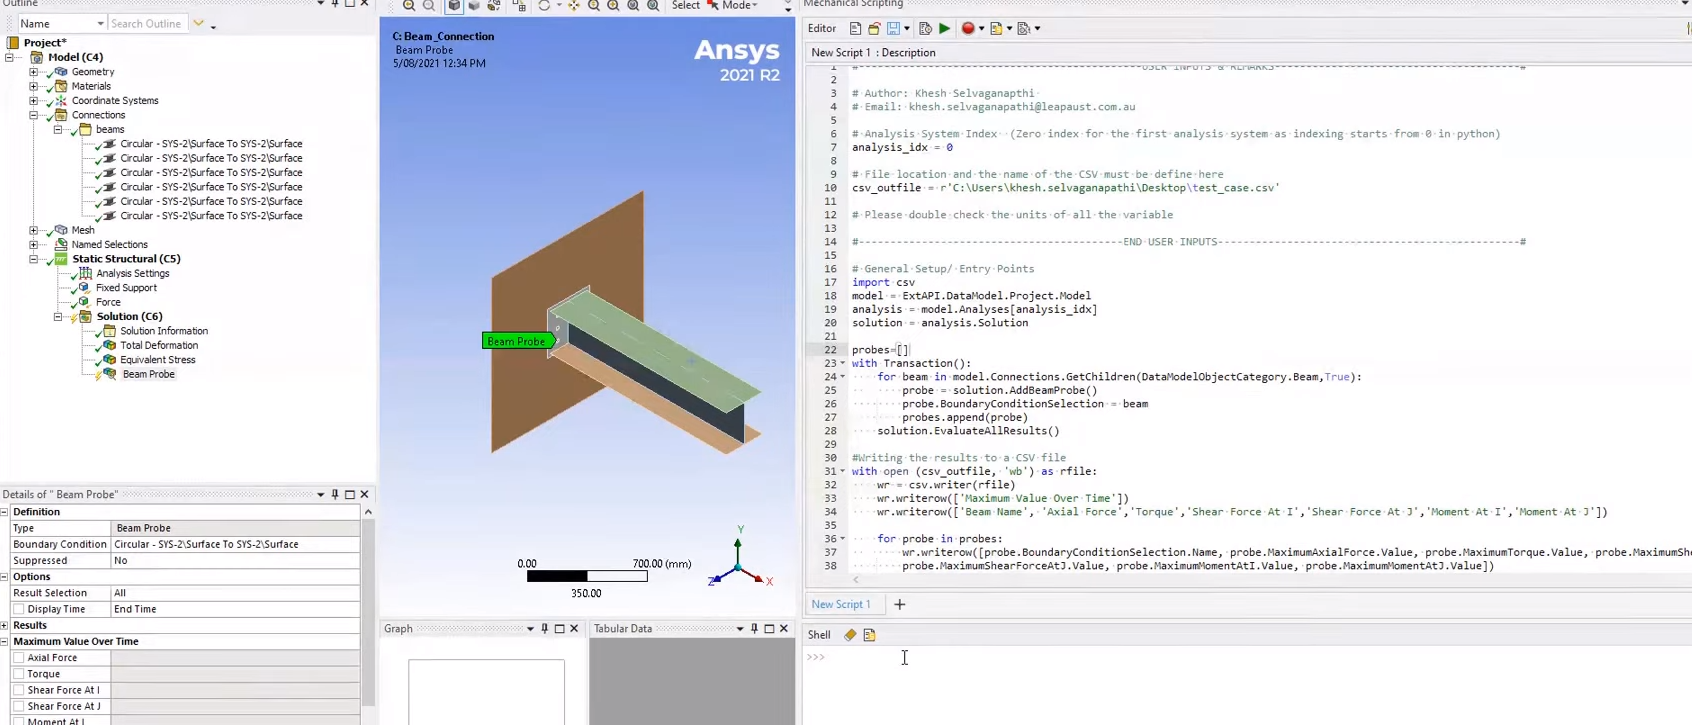 Outline
Name
Search Outline
Project*
Model (C4)
Geometry
Materials
Coordinate Systems
Connections
beams
Circular - SYS-2\Surface To SYS-2\Surface
Circular - SYS-2\Surface To SYS-2\Surface
Circular - SYS-2\Surface To SYS-2\Surface
Circular - SYS-2\Surface To SYS-2\Surface
Circular - SYS-2\Surface To SYS-2\Surface
Circular - SYS-2\Surface To SYS-2\Surface
Mesh
Named Selections
Static Structural (C5)
Analysis Settings
Fixed Support
Force
Solution (C6)
Solution Information
Total Deformation
Equivalent Stress
Beam Probe
Details of "Beam Probe"
Definition
Type Beam Probe
Boundary Condition Circular - SYS-2\Surface To SYS-2\Surface
Suppressed No
Options
Result Selection All
Display Time End Time
Results
Maximum Value Over Time
Axial Force
Torque
Shear Force At I
Shear Force At J
Moment At I
Select Mode
C: Beam_Connection
Beam Probe
5/08/2021 12:34 PM
Ansys
2021 R2
Beam Probe
0.00 700.00 (mm)
350.00
Y
Z
X
Graph
Tabular Data
Mechanical Scripting
Editor
New Script 1 : Description
1 #----------------------------------------------USER INPUTS & REMARKS---------------------------------------#
2
3 # Author: Khesh Selvaganapthi
4 # Email: khesh.selvaganapathi@leapaust.com.au
5
6 # Analysis System Index (Zero index for the first analysis system as indexing starts from 0 in python)
7 analysis_idx = 0
8
9 # File location and the name of the CSV must be define here
10 csv_outfile = r'C:\Users\khesh.selvaganapathi\Desktop\test_case.csv'
11
12 # Please double check the units of all the variable
13
14 #------------------------------------------END USER INPUTS------------------------------------------------#
15
16 # General Setup/ Entry Points
17 import csv
18 model = ExtAPI.DataModel.Project.Model
19 analysis = model.Analyses[analysis_idx]
20 solution = analysis.Solution
21
22 probes=[]
23 with Transaction():
24 for beam in model.Connections.GetChildren(DataModelObjectCategory.Beam,True):
25 probe = solution.AddBeamProbe()
26 probe.BoundaryConditionSelection = beam
27 probes.append(probe)
28 solution.EvaluateAllResults()
29
30 #Writing the results to a CSV file
31 with open (csv_outfile, 'wb') as rfile:
32 wr = csv.writer(rfile)
33 wr.writerow(['Maximum Value Over Time'])
34 wr.writerow(['Beam Name', 'Axial Force','Torque','Shear Force At I','Shear Force At J','Moment At I','Moment At J'])
35
36 for probe in probes:
37 wr.writerow([probe.BoundaryConditionSelection.Name, probe.MaximumAxialForce.Value, probe.MaximumTorque.Value, probe.MaximumShe
38 probe.MaximumShearForceAtJ.Value, probe.MaximumMomentAtI.Value, probe.MaximumMomentAtJ.Value])
New Script 1 +
Shell
>>>